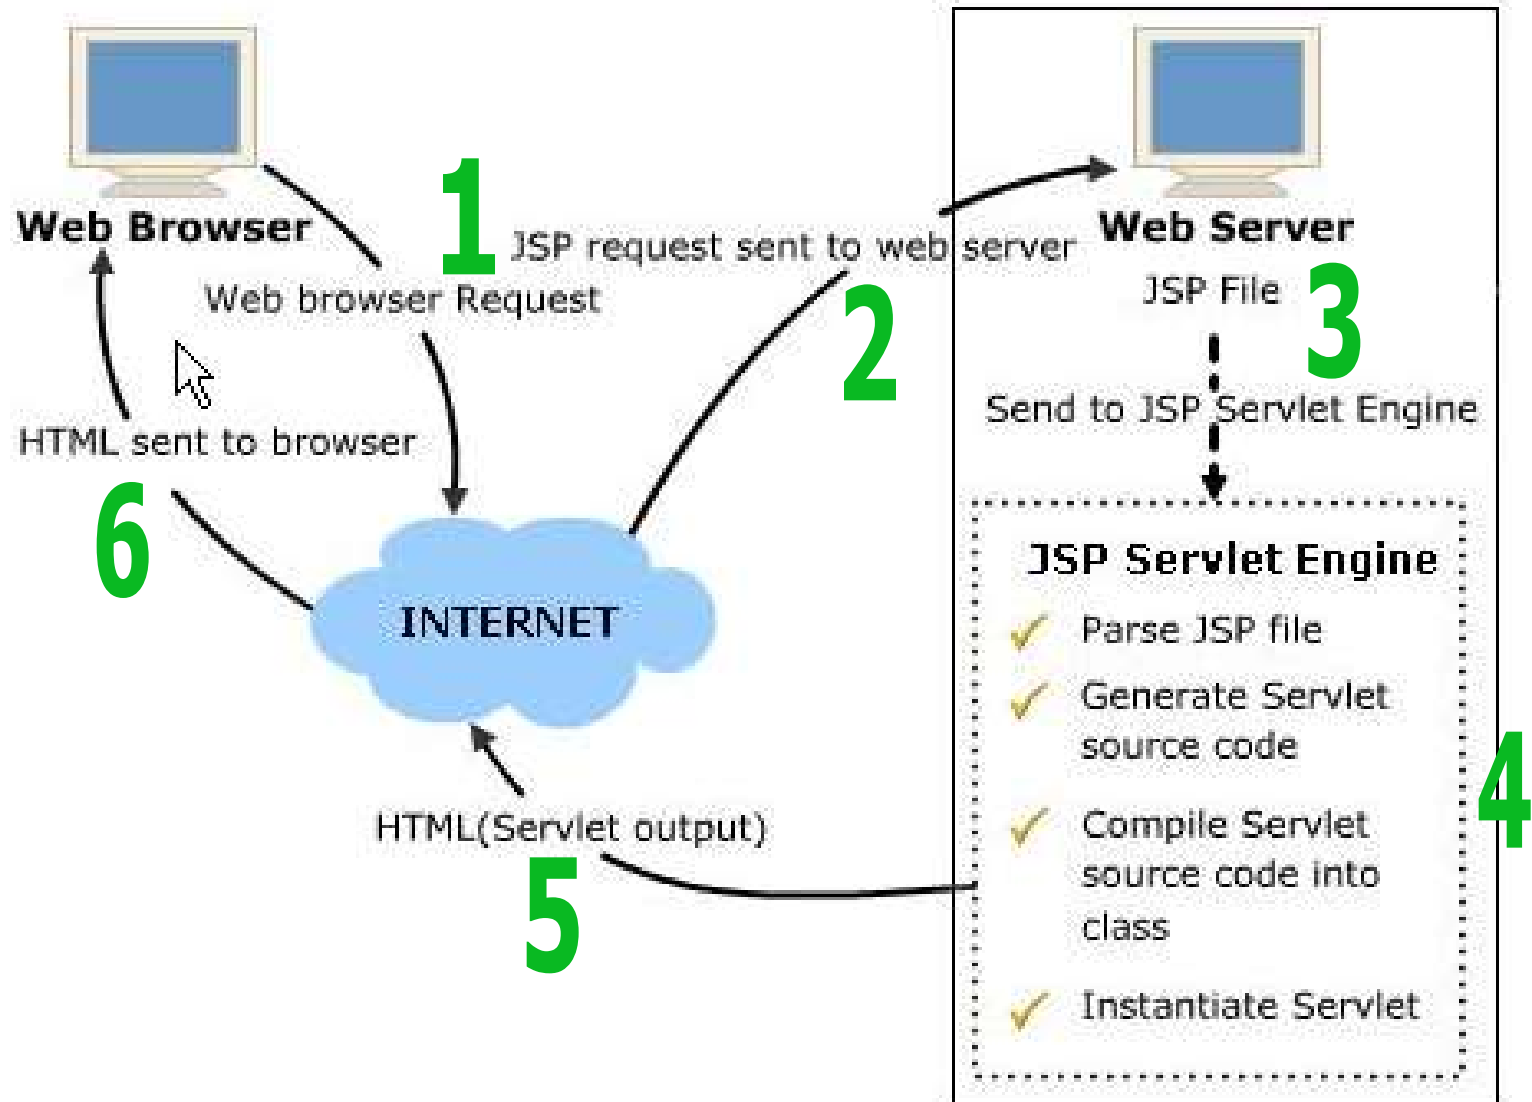 Web Browser
1
Web browser Request
JSP request sent to web server
2
Web Server
JSP File
3
Send to JSP Servlet Engine
JSP Servlet Engine
Parse JSP file
Generate Servlet
source code
Compile Servlet
source code into
class
Instantiate Servlet
4
INTERNET
HTML(Servlet output)
5
HTML sent to browser
6